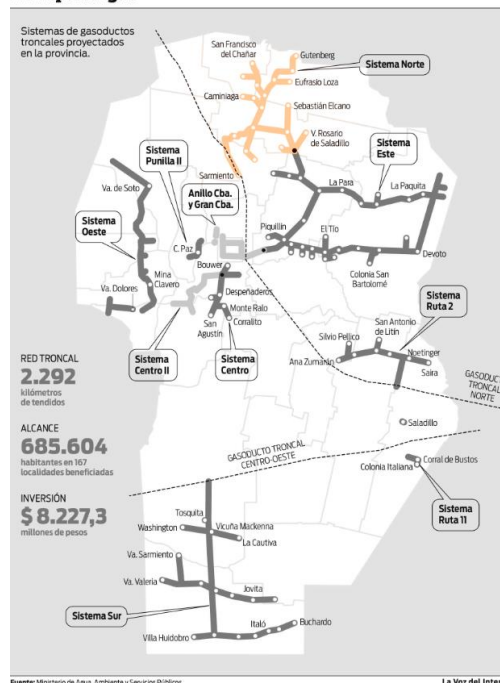 Sistemas de gasoductos
troncales proyectados
en la provincia.
San Francisco
del Chañar
Gutenberg
Sistema Norte
Eufrasio Loza
Caminiaga
Sebastián Elcano
V. Rosario
de Saladillo
Sistema
Este
Sistema
Punilla II
Sarmiento
La Para
La Paquita
Va. de Soto
Anillo Cba.
y Gran Cba.
Sistema
Oeste
Piquillín
El Tío
C. Paz
Devoto
Bouwer
Colonia San
Bartolomé
Mina
Clavero
Va. Dolores
Despeñaderos
Monte Ralo
Corralito
San
Agustín
Sistema
Ruta 2
San Antonio
de Litín
Silvio Pellico
Noetinger
Ana Zumarán
Saira
Sistema
Centro II
Sistema
Centro
RED TRONCAL
2.292
kilómetros
de tendidos
GASODUCTO
TRONCAL
NORTE
ALCANCE
685.604
habitantes en 167
localidades beneficiadas
Saladillo
GASODUCTO TRONCAL
CENTRO-OESTE
Corral de Bustos
Colonia Italiana
INVERSIÓN
$ 8.227,3
millones de pesos
Sistema
Ruta 11
Tosquita
Washington
Vicuña Mackenna
La Cautiva
Va. Sarmiento
Va. Valeria
Jovita
Sistema Sur
Italó
Buchardo
Villa Huidobro
Fuente: Ministerio de Agua, Ambiente y Servicios Públicos
La Voz del Inter